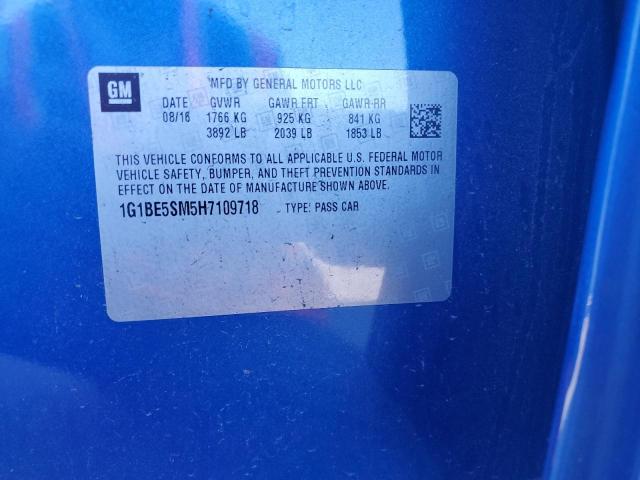 GM
MFD BY GENERAL MOTORS LLC
DATE GVWR GAWR FRT GAWR RR
08/16 1766 KG 925 KG 841 KG
3892 LB 2039 LB 1853 LB
THIS VEHICLE CONFORMS TO ALL APPLICABLE U.S. FEDERAL MOTOR
VEHICLE SAFETY, BUMPER, AND THEFT PREVENTION STANDARDS IN
EFFECT ON THE DATE OF MANUFACTURE SHOWN ABOVE.
1G1BE5SM5H7109718 TYPE: PASS CAR